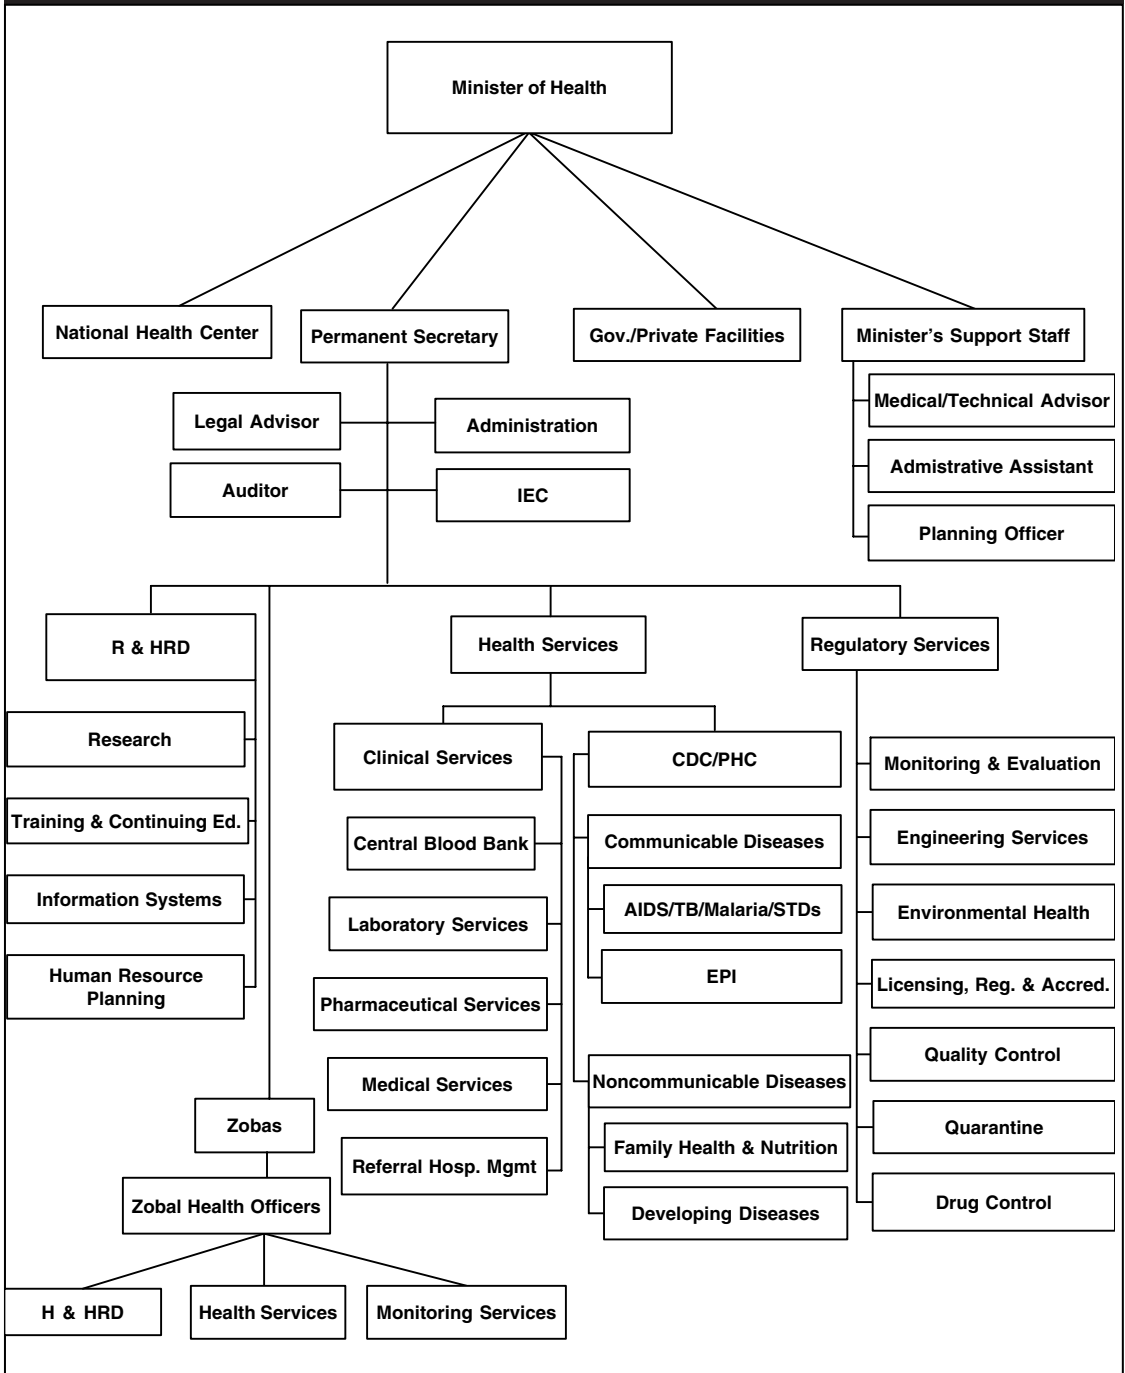 Minister of Health
National Health Center
Permanent Secretary
Gov./Private Facilities
Minister's Support Staff
Medical/Technical Advisor
Legal Advisor
Administration
Admistrative Assistant
Auditor
IEC
Planning Officer
R & HRD
Health Services
Regulatory Services
Research
Training & Continuing Ed.
Information Systems
Human Resource
Planning
Clinical Services
Central Blood Bank
Laboratory Services
Pharmaceutical Services
Medical Services
Referral Hosp. Mgmt
CDC/PHC
Communicable Diseases
AIDS/TB/Malaria/STDs
EPI
Noncommunicable Diseases
Family Health & Nutrition
Developing Diseases
Monitoring & Evaluation
Engineering Services
Environmental Health
Licensing, Reg. & Accred.
Quality Control
Quarantine
Drug Control
Zobas
Zobal Health Officers
H & HRD
Health Services
Monitoring Services